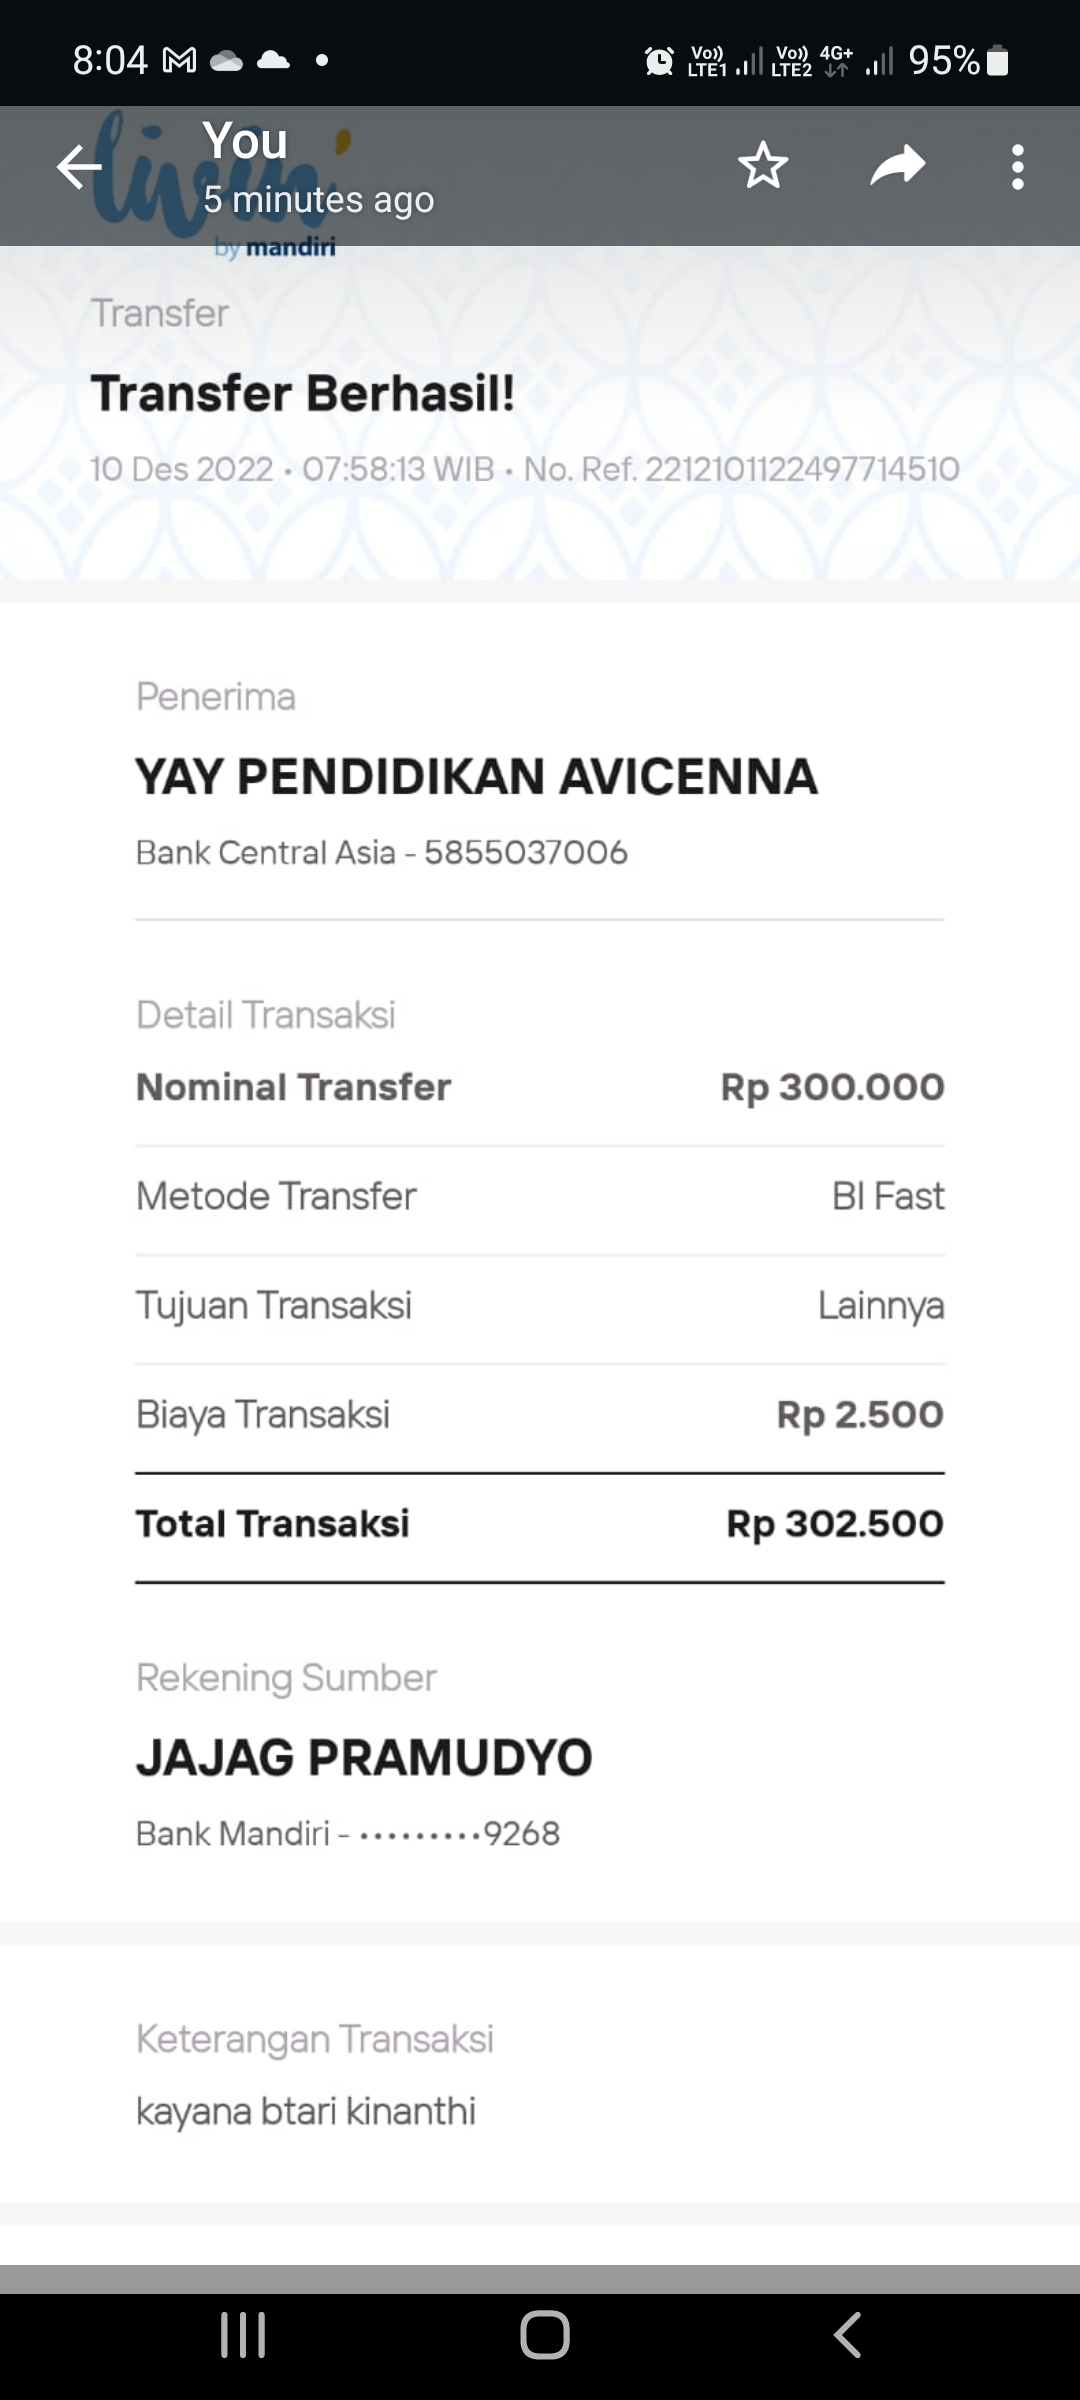 8:04
Vo)) LTE1 Vo)) LTE2 4G+ 95%
livin'
You
5 minutes ago
by mandiri
Transfer
Transfer Berhasil!
10 Des 2022 • 07:58:13 WIB • No. Ref. 2212101122497714510
Penerima
YAY PENDIDIKAN AVICENNA
Bank Central Asia - 5855037006
Detail Transaksi
Nominal Transfer Rp 300.000
Metode Transfer BI Fast
Tujuan Transaksi Lainnya
Biaya Transaksi Rp 2.500
Total Transaksi Rp 302.500
Rekening Sumber
JAJAG PRAMUDYO
Bank Mandiri - •••••••••9268
Keterangan Transaksi
kayana btari kinanthi